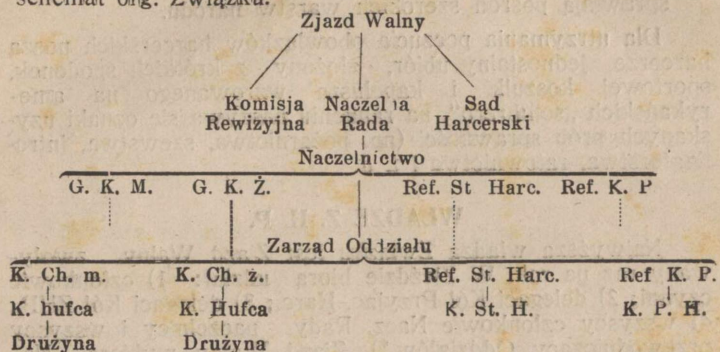 schemat org. Związku.
Zjazd Walny
Komisja Naczelna Sąd
Rewizyjna Rada Harcerski
Naczelnictwo
G. K. M. G. K. Ż. Ref. St Harc. Ref. K. P
Zarząd Oddziału
K. Ch. m. K. Ch ż. Ref. St. Harc. Ref K. P.
K. hufca K. Hufca K. St. H. K. P. H.
Drużyna Drużyna